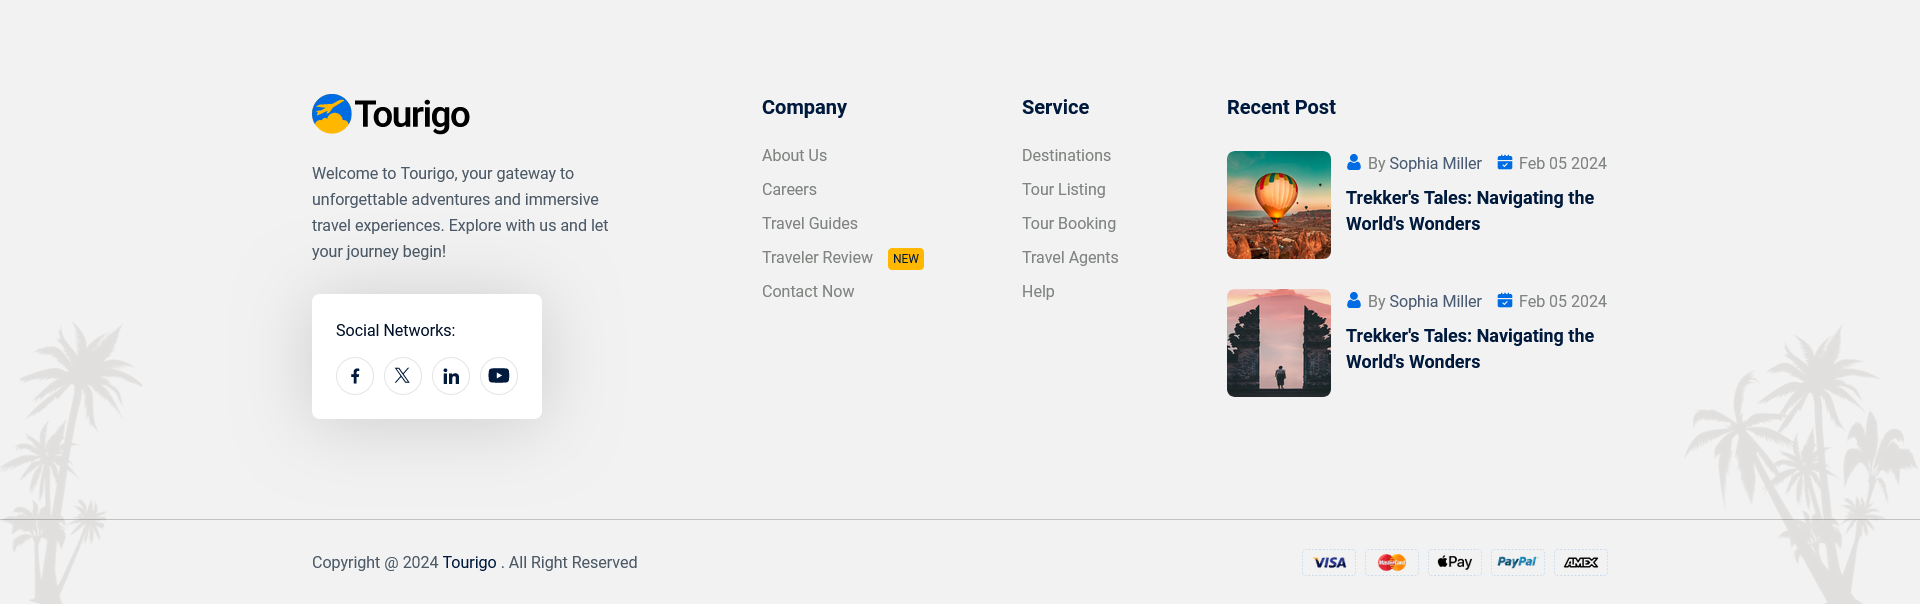 Tourigo
Welcome to Tourigo, your gateway to
unforgettable adventures and immersive
travel experiences. Explore with us and let
your journey begin!
Social Networks:
Company
About Us
Careers
Travel Guides
Traveler Review NEW
Contact Now
Service
Destinations
Tour Listing
Tour Booking
Travel Agents
Help
Recent Post
By Sophia Miller Feb 05 2024
Trekker's Tales: Navigating the
World's Wonders
By Sophia Miller Feb 05 2024
Trekker's Tales: Navigating the
World's Wonders
Copyright @ 2024 Tourigo . All Right Reserved
VISA MasterCard Pay PayPal AMEX